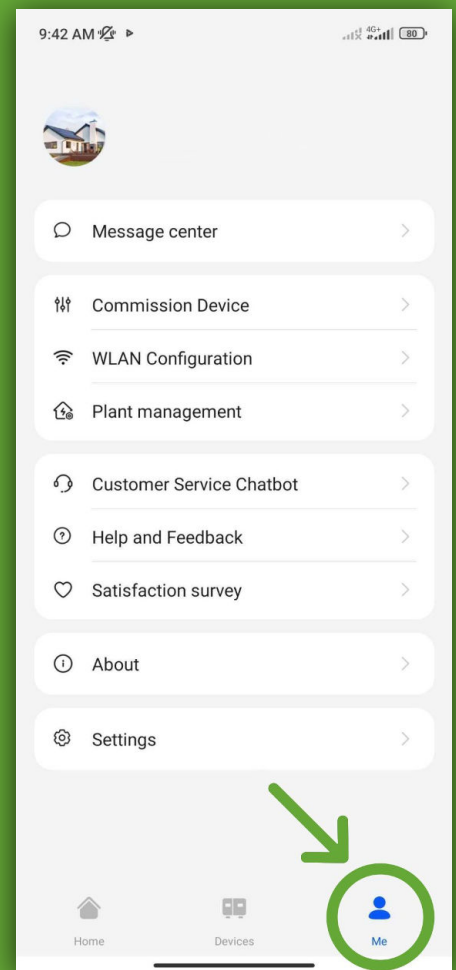 9:42 AM
4G+
80
Message center
Commission Device
WLAN Configuration
Plant management
Customer Service Chatbot
Help and Feedback
Satisfaction survey
About
Settings
Home Devices Me